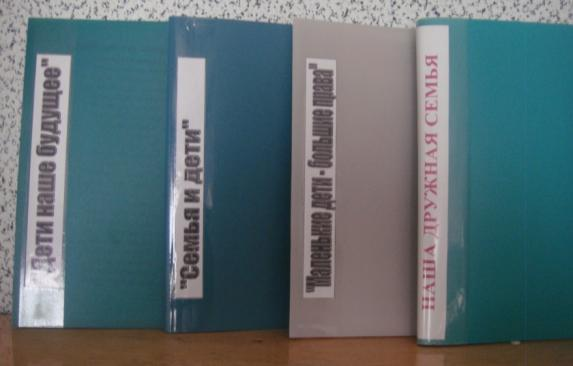 "Дети наше будущее"
"Семья и дети"
"Маленькие дети - большие права"
НАША ДРУЖНАЯ СЕМЬЯ